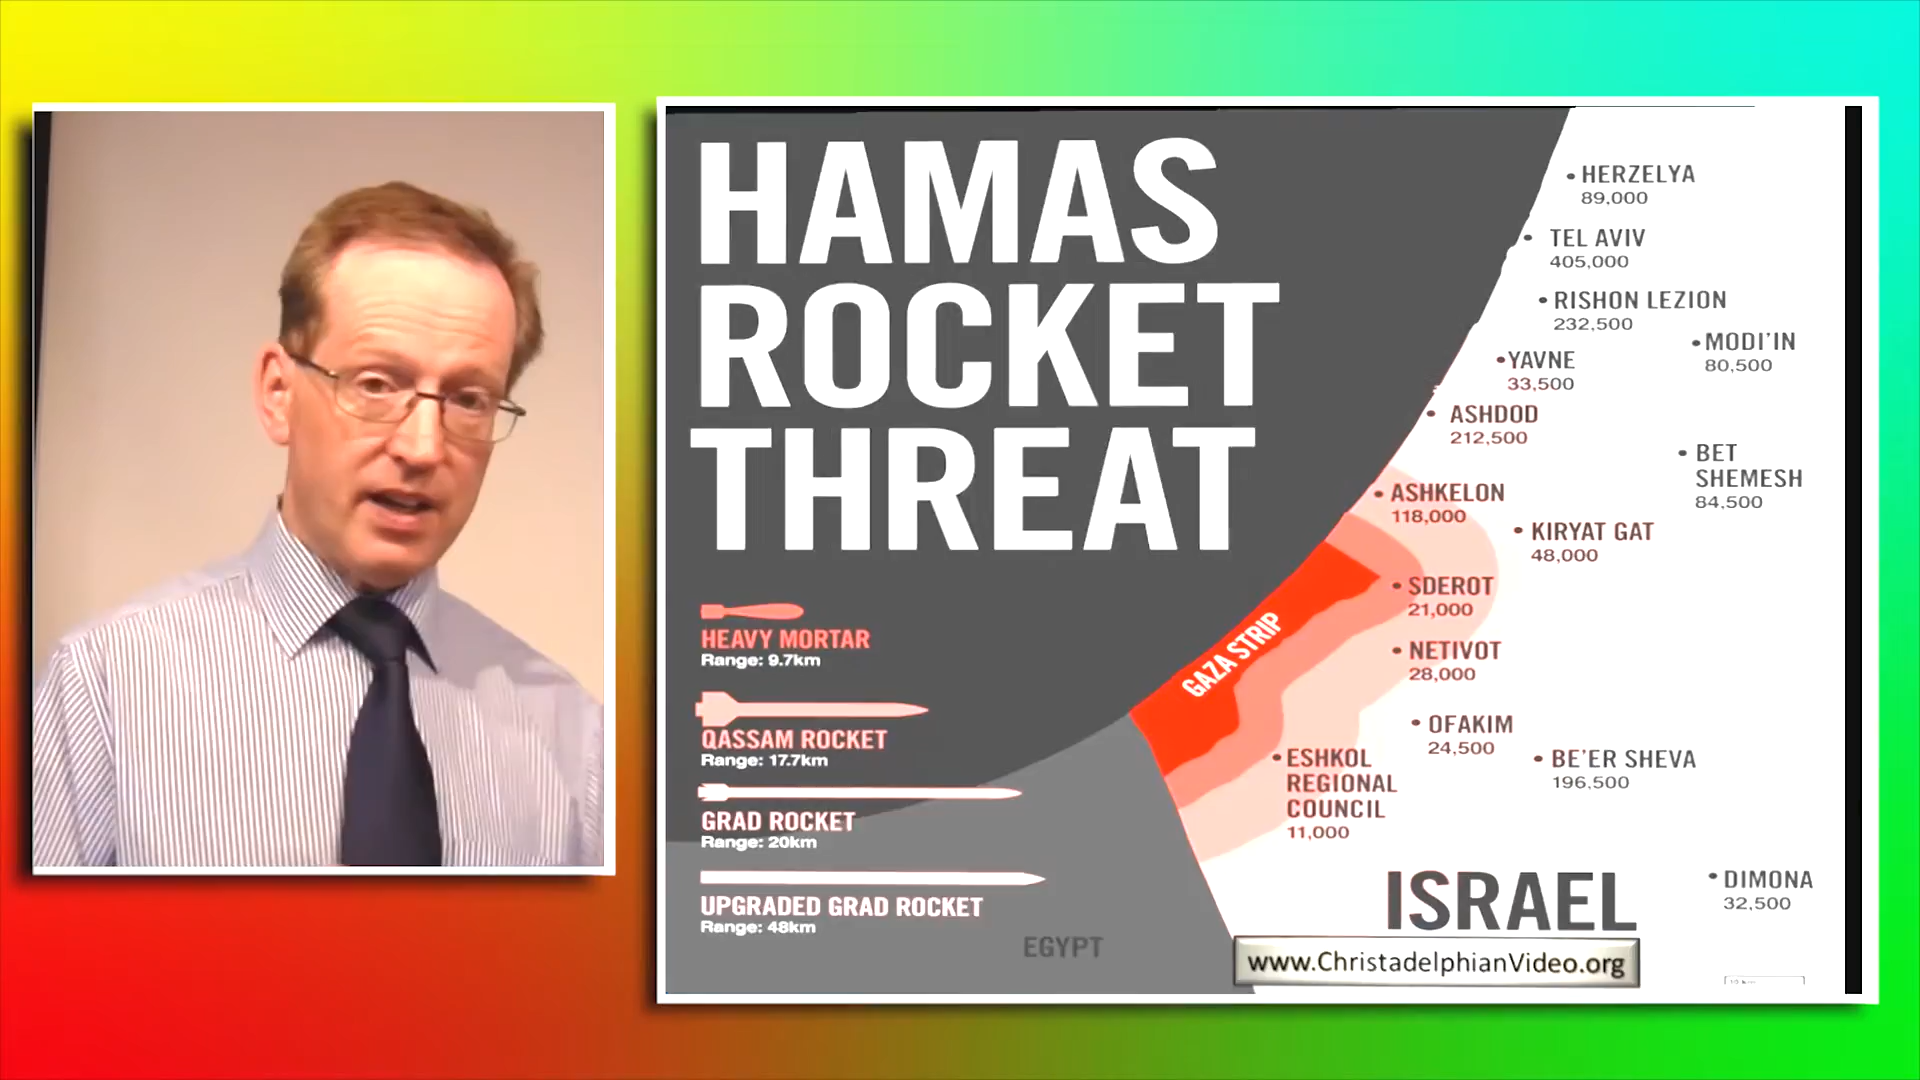 HAMAS
ROCKET
THREAT
HEAVY MORTAR
Range: 9.7km
QASSAM ROCKET
Range: 17.7km
GRAD ROCKET
Range: 20km
UPGRADED GRAD ROCKET
Range: 48km
EGYPT
GAZA STRIP
HERZELYA
89,000
TEL AVIV
405,000
RISHON LEZION
232,500
MODI'IN
80,500
YAVNE
33,500
ASHDOD
212,500
BET
SHEMESH
84,500
ASHKELON
118,000
KIRYAT GAT
48,000
SDEROT
21,000
NETIVOT
28,000
OFAKIM
24,500
BE'ER SHEVA
196,500
ESHKOL
REGIONAL
COUNCIL
11,000
ISRAEL
DIMONA
32,500
www.ChristadelphianVideo.org